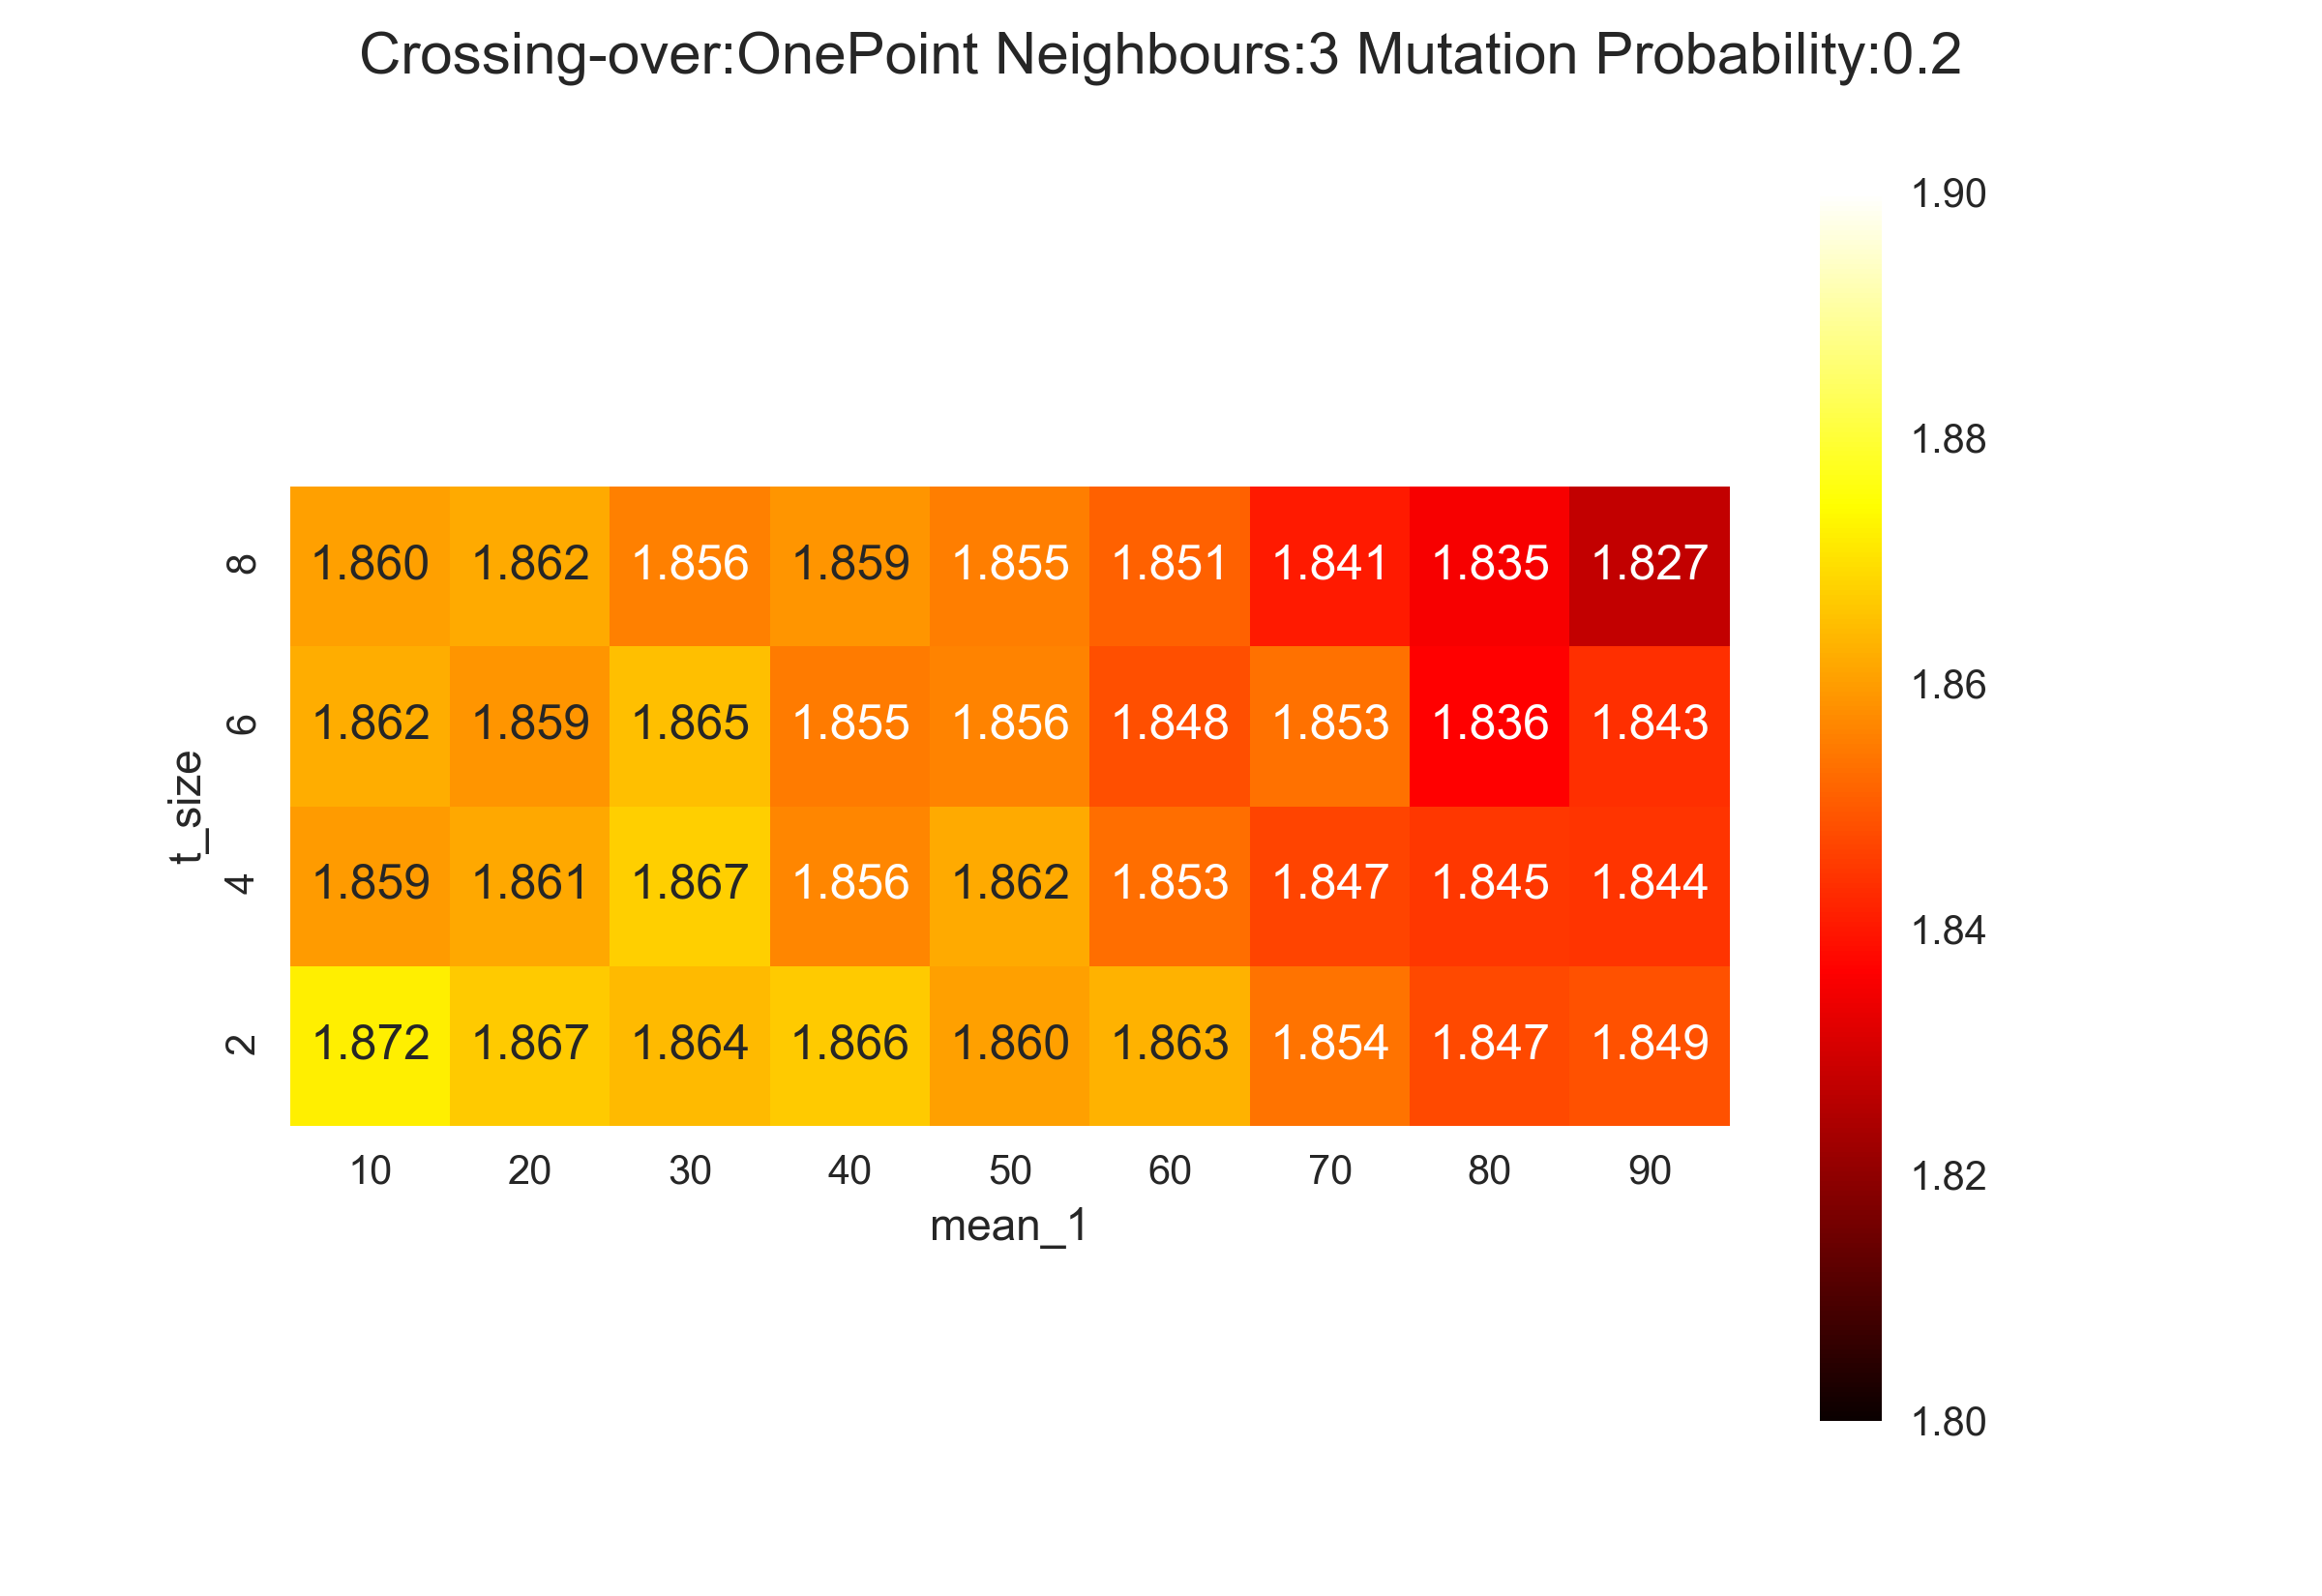 Crossing-over:OnePoint Neighbours:3 Mutation Probability:0.2
1.90
1.88
1.86
1.84
1.82
1.80
t_size
8 1.860 1.862 1.856 1.859 1.855 1.851 1.841 1.835 1.827
6 1.862 1.859 1.865 1.855 1.856 1.848 1.853 1.836 1.843
4 1.859 1.861 1.867 1.856 1.862 1.853 1.847 1.845 1.844
2 1.872 1.867 1.864 1.866 1.860 1.863 1.854 1.847 1.849
10 20 30 40 50 60 70 80 90
mean_1